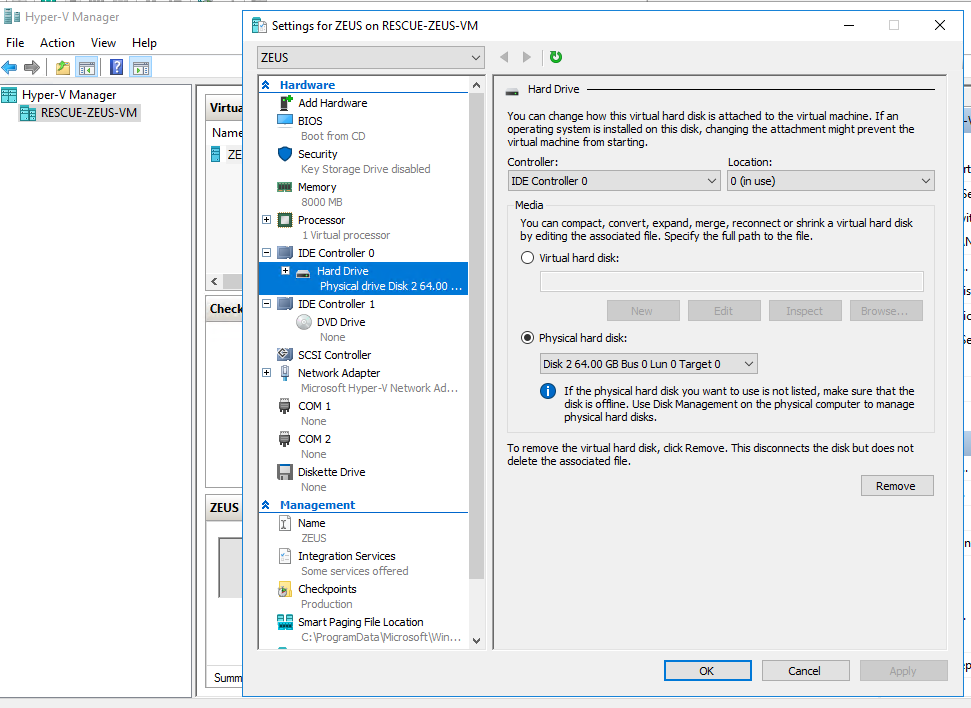 Hyper-V Manager
File Action View Help
Hyper-V Manager
RESCUE-ZEUS-VM
Virtua
Name
ZE
Check
ZEUS
Summ
Settings for ZEUS on RESCUE-ZEUS-VM
ZEUS
Hardware
Add Hardware
BIOS
Boot from CD
Security
Key Storage Drive disabled
Memory
8000 MB
Processor
1 Virtual processor
IDE Controller 0
Hard Drive
Physical drive Disk 2 64.00 ...
IDE Controller 1
DVD Drive
None
SCSI Controller
Network Adapter
Microsoft Hyper-V Network Ad...
COM 1
None
COM 2
None
Diskette Drive
None
Management
Name
ZEUS
Integration Services
Some services offered
Checkpoints
Production
Smart Paging File Location
C:\ProgramData\Microsoft\Win...
Hard Drive
You can change how this virtual hard disk is attached to the virtual machine. If an
operating system is installed on this disk, changing the attachment might prevent the
virtual machine from starting.
Controller: Location:
IDE Controller 0 0 (in use)
Media
You can compact, convert, expand, merge, reconnect or shrink a virtual hard disk
by editing the associated file. Specify the full path to the file.
Virtual hard disk:
New Edit Inspect Browse...
Physical hard disk:
Disk 2 64.00 GB Bus 0 Lun 0 Target 0
If the physical hard disk you want to use is not listed, make sure that the
disk is offline. Use Disk Management on the physical computer to manage
physical hard disks.
To remove the virtual hard disk, click Remove. This disconnects the disk but does not
delete the associated file.
Remove
OK Cancel Apply